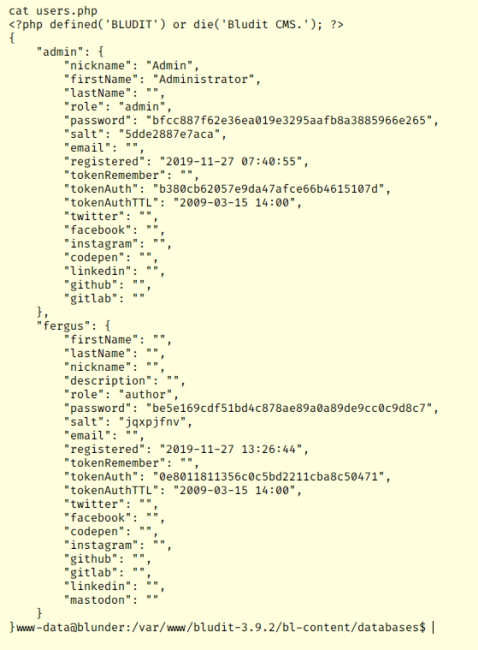 cat users.php
<?php defined('BLUDIT') or die('Bludit CMS.'); ?>
{
    "admin": {
        "nickname": "Admin",
        "firstName": "Administrator",
        "lastName": "",
        "role": "admin",
        "password": "bfcc887f62e36ea019e3295aafb8a3885966e265",
        "salt": "5dde2887e7aca",
        "email": "",
        "registered": "2019-11-27 07:40:55",
        "tokenRemember": "",
        "tokenAuth": "b380cb62057e9da47afce66b4615107d",
        "tokenAuthTTL": "2009-03-15 14:00",
        "twitter": "",
        "facebook": "",
        "instagram": "",
        "codepen": "",
        "linkedin": "",
        "github": "",
        "gitlab": ""
    },
    "fergus": {
        "firstName": "",
        "lastName": "",
        "nickname": "",
        "description": "",
        "role": "author",
        "password": "be5e169cdf51bd4c878ae89a0a89de9cc0c9d8c7",
        "salt": "jqxpjfnv",
        "email": "",
        "registered": "2019-11-27 13:26:44",
        "tokenRemember": "",
        "tokenAuth": "0e8011811356c0c5bd2211cba8c50471",
        "tokenAuthTTL": "2009-03-15 14:00",
        "twitter": "",
        "facebook": "",
        "codepen": "",
        "instagram": "",
        "github": "",
        "gitlab": "",
        "linkedin": "",
        "mastodon": ""
    }
}www-data@blunder:/var/www/bludit-3.9.2/bl-content/databases$